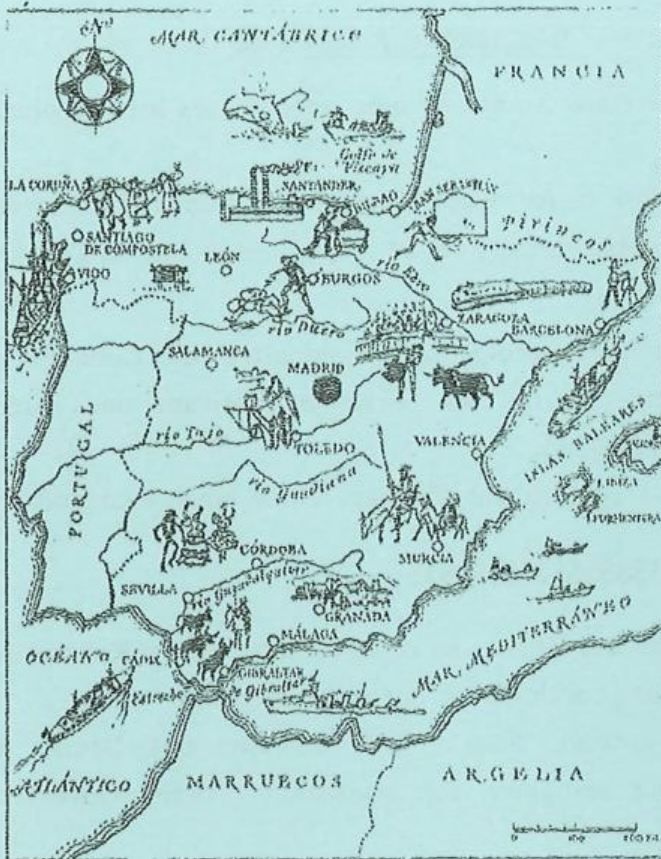 MAR CANTÁBRICO
FRANCIA
Golfo de
Vizcaya
LA CORUÑA
SANTANDER
BILBAO
SAN SEBASTIÁN
Pirineos
SANTIAGO
DE COMPOSTELA
LEÓN
VIGO
BURGOS
río Ebro
ZARAGOZA
BARCELONA
río Duero
SALAMANCA
MADRID
PORTUGAL
río Tajo
TOLEDO
VALENCIA
ISLAS BALEARES
río Guadiana
IBIZA
FORMENTERA
CÓRDOBA
MURCIA
SEVILLA
río Guadalquivir
GRANADA
MÁLAGA
MAR MEDITERRÁNEO
OCÉANO
CÁDIZ
GIBRALTAR
Estrecho
de Gibraltar
ATLÁNTICO
MARRUECOS
ARGELIA
0 100